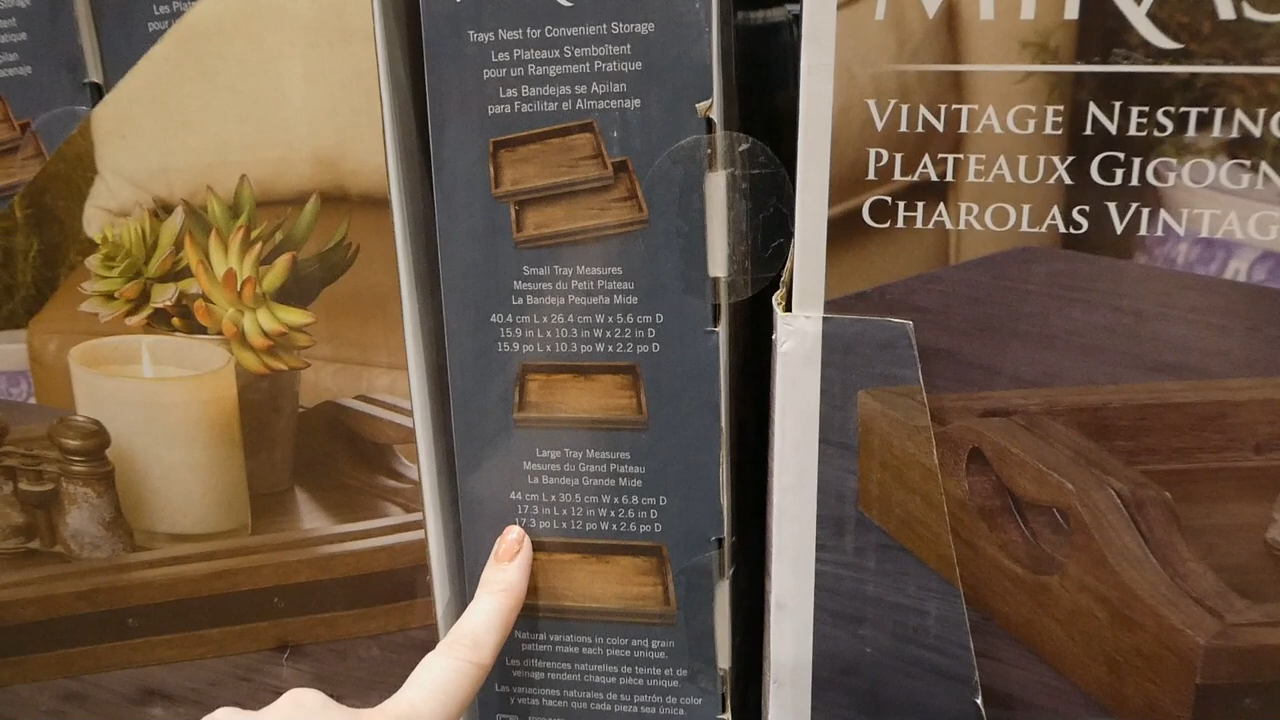 Trays Nest for Convenient Storage
Les Plateaux S'emboîtent
pour un Rangement Pratique
Las Bandejas se Apilan
para Facilitar el Almacenaje
Small Tray Measures
Mesures du Petit Plateau
La Bandeja Pequeña Mide
40.4 cm L x 26.4 cm W x 5.6 cm D
15.9 in L x 10.3 in W x 2.2 in D
15.9 po L x 10.3 po W x 2.2 po D
Large Tray Measures
Mesures du Grand Plateau
La Bandeja Grande Mide
44 cm L x 30.5 cm W x 6.8 cm D
17.3 in L x 12 in W x 2.6 in D
17.3 po L x 12 po W x 2.6 po D
Natural variations in color and grain
pattern make each piece unique.
Les différences naturelles de teinte et de
veinage rendent chaque pièce unique.
Las variaciones naturales de su patrón de color
y vetas hacen que cada pieza sea única.
VINTAGE NESTING
PLATEAUX GIGOGN
CHAROLAS VINTAG